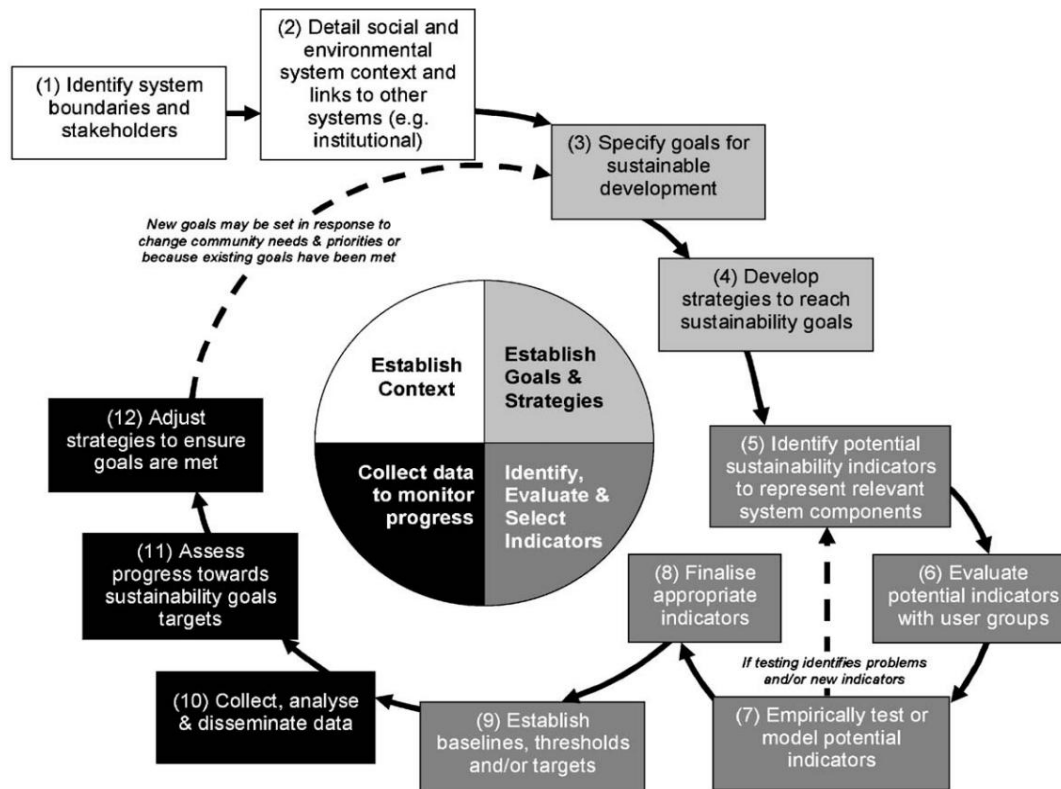 (1) Identify system
boundaries and
stakeholders
(2) Detail social and
environmental
system context and
links to other
systems (e.g.
institutional)
(3) Specify goals for
sustainable
development
(4) Develop
strategies to reach
sustainability goals
(5) Identify potential
sustainability indicators
to represent relevant
system components
(6) Evaluate
potential indicators
with user groups
(7) Empirically test or
model potential
indicators
If testing identifies problems
and/or new indicators
(8) Finalise
appropriate
indicators
(9) Establish
baselines, thresholds
and/or targets
(10) Collect, analyse
& disseminate data
(11) Assess
progress towards
sustainability goals
targets
(12) Adjust
strategies to ensure
goals are met
New goals may be set in response to
change community needs & priorities or
because existing goals have been met
Establish
Context
Establish
Goals &
Strategies
Collect data
to monitor
progress
Identify,
Evaluate &
Select
Indicators